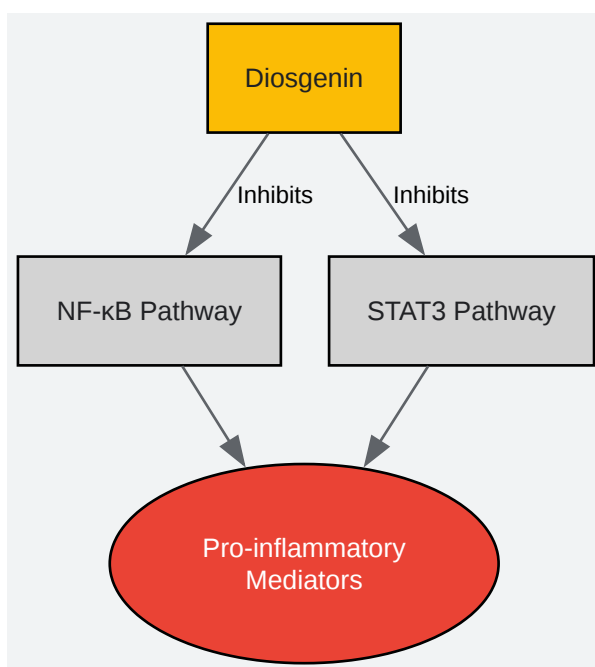 Diosgenin
Inhibits
Inhibits
NF-κB Pathway
STAT3 Pathway
Pro-inflammatory
Mediators